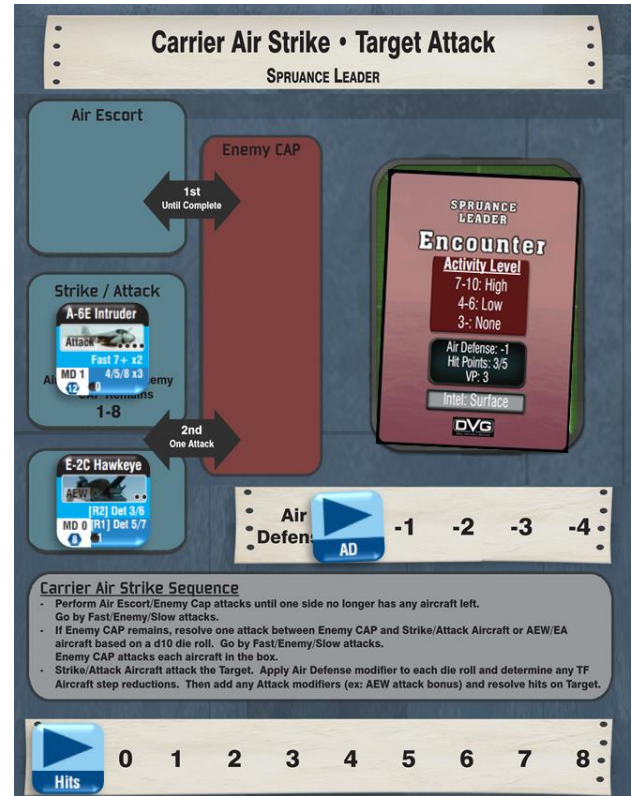 Carrier Air Strike • Target Attack
SPRUANCE LEADER
Air Escort
Enemy CAP
1st
Until Complete
Strike / Attack
A-6E Intruder
Attack
Fast 7+ x2
MD 1 4/5/8 x3
12 0
1-8
2nd
One Attack
E-2C Hawkeye
AEW
[R2] Det 3/6
MD 0 [R1] Det 5/7
8 1
SPRUANCE
LEADER
Encounter
Activity Level
7-10: High
4-6: Low
3-: None
Air Defense: -1
Hit Points: 3/5
VP: 3
Intel: Surface
DVG
Air
Defens
AD
-1 -2 -3 -4
Carrier Air Strike Sequence
- Perform Air Escort/Enemy Cap attacks until one side no longer has any aircraft left.
Go by Fast/Enemy/Slow attacks.
- If Enemy CAP remains, resolve one attack between Enemy CAP and Strike/Attack Aircraft or AEW/EA
aircraft based on a d10 die roll. Go by Fast/Enemy/Slow attacks.
Enemy CAP attacks each aircraft in the box.
- Strike/Attack Aircraft attack the Target. Apply Air Defense modifier to each die roll and determine any TF
Aircraft step reductions. Then add any Attack modifiers (ex: AEW attack bonus) and resolve hits on Target.
Hits
0 1 2 3 4 5 6 7 8